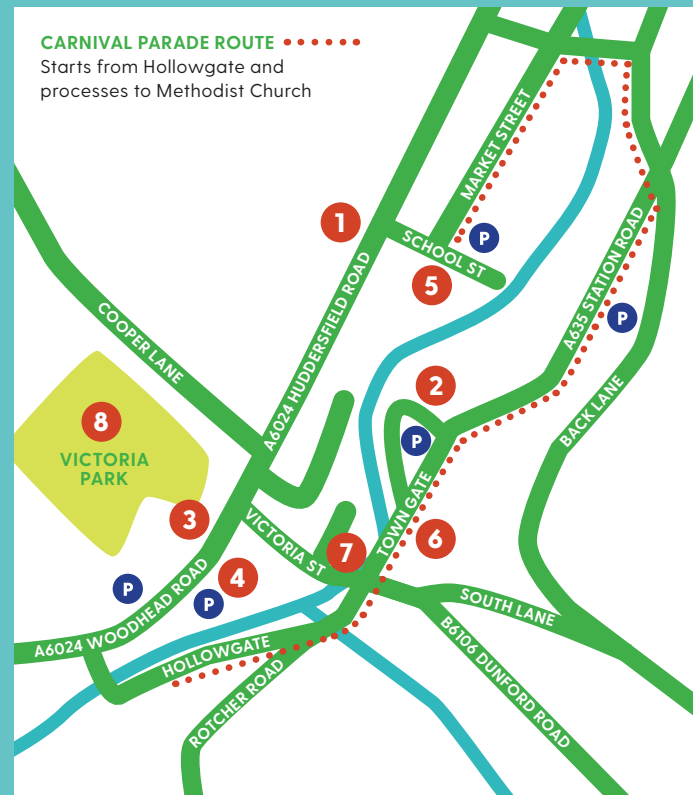 CARNIVAL PARADE ROUTE
Starts from Hollowgate and
processes to Methodist Church
MARKET STREET
1
SCHOOL ST
P
5
A635 STATION ROAD
P
A6024 HUDDERSFIELD ROAD
COOPER LANE
2
BACK LANE
8
VICTORIA
PARK
P
TOWN GATE
3
VICTORIA ST
6
7
4
P
P
A6024 WOODHEAD ROAD
SOUTH LANE
HOLLOWGATE
B6106 DUNFORD ROAD
ROTCHER ROAD